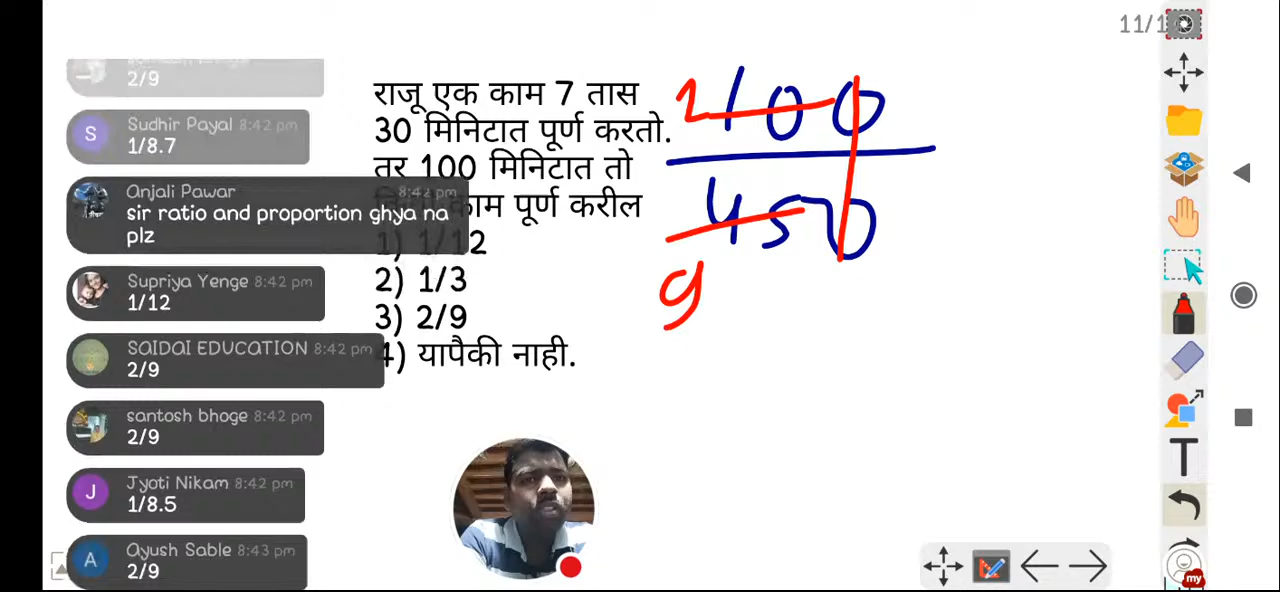 11/1
2/9
Sudhir Payal 8:42 pm
1/8.7
Anjali Pawar 8:42 pm
sir ratio and proportion ghya na
plz
Supriya Yenge 8:42 pm
1/12
SAIDAI EDUCATION 8:42 pm
2/9
santosh bhoge 8:42 pm
2/9
Jyoti Nikam 8:42 pm
1/8.5
Ayush Sable 8:43 pm
2/9
राजू एक काम 7 तास
30 मिनिटात पूर्ण करतो.
तर 100 मिनिटात तो
काम पूर्ण करील
1) 1/12
2) 1/3
3) 2/9
4) यापैकी नाही.
2 100
450
9
S
J
A
T
my